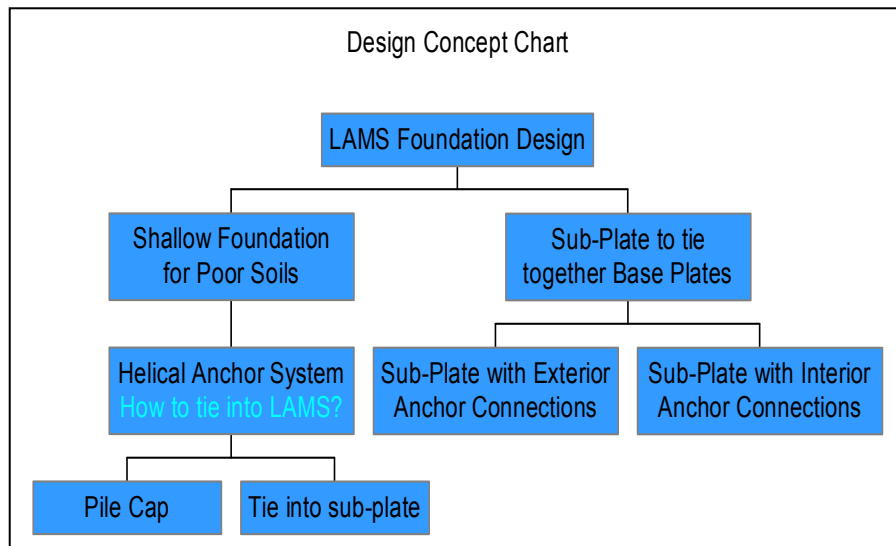 Design Concept Chart
LAMS Foundation Design
Shallow Foundation
for Poor Soils
Sub-Plate to tie
together Base Plates
Helical Anchor System
How to tie into LAMS?
Sub-Plate with Exterior
Anchor Connections
Sub-Plate with Interior
Anchor Connections
Pile Cap
Tie into sub-plate